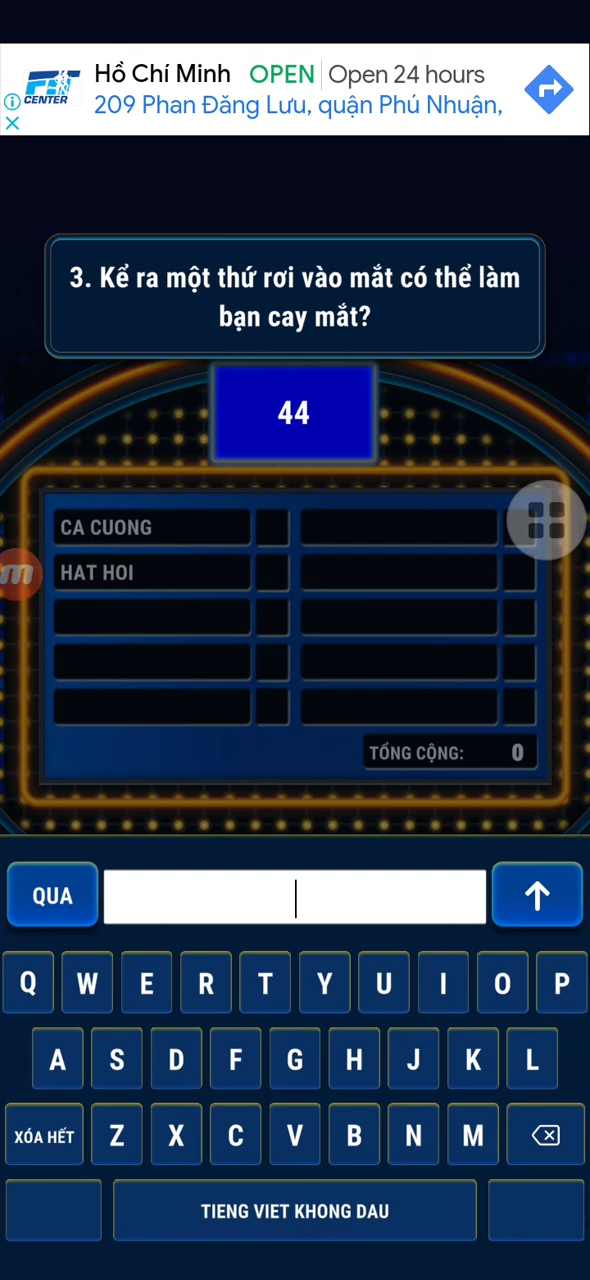 FIT
CENTER
Hồ Chí Minh OPEN Open 24 hours
209 Phan Đăng Lưu, quận Phú Nhuận,
3. Kể ra một thứ rơi vào mắt có thể làm
bạn cay mắt?
44
CA CUONG
HAT HOI
TỔNG CỘNG: 0
QUA
Q W E R T Y U I O P
A S D F G H J K L
XÓA HẾT Z X C V B N M
TIENG VIET KHONG DAU